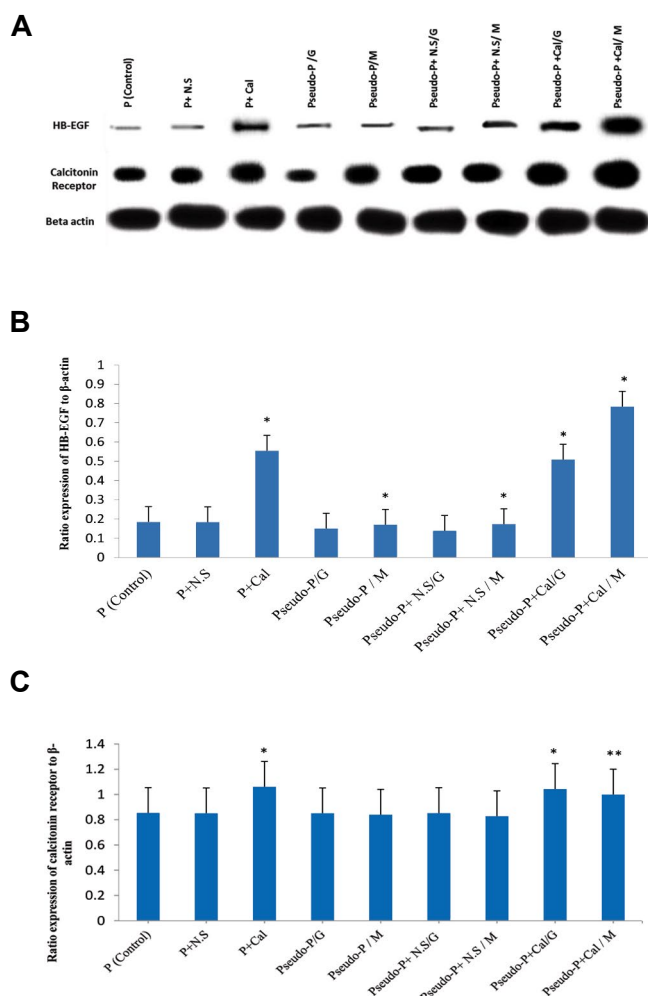 A
P (Control)
P+ N.S
P+ Cal
Pseudo-P /G
Pseudo-P/M
Pseudo-P+ N.S/G
Pseudo-P+ N.S/ M
Pseudo-P +Cal/G
Pseudo-P +Cal/ M
HB-EGF
Calcitonin
Receptor
Beta actin
B
Ratio expression of HB-EGF to β-actin
1
0.9
0.8
0.7
0.6
0.5
0.4
0.3
0.2
0.1
0
*
*
*
*
*
P (Control)
P+N.S
P+Cal
Pseudo-P/G
Pseudo-P / M
Pseudo-P+ N.S/G
Pseudo-P+ N.S / M
Pseudo-P+Cal/G
Pseudo-P+Cal / M
C
Ratio expression of calcitonin receptor to β-
actin
1.4
1.2
1
0.8
0.6
0.4
0.2
0
*
*
**
P (Control)
P+N.S
P+Cal
Pseudo-P/G
Pseudo-P / M
Pseudo-P+ N.S/G
Pseudo-P+ N.S / M
Pseudo-P+Cal/G
Pseudo-P+Cal / M